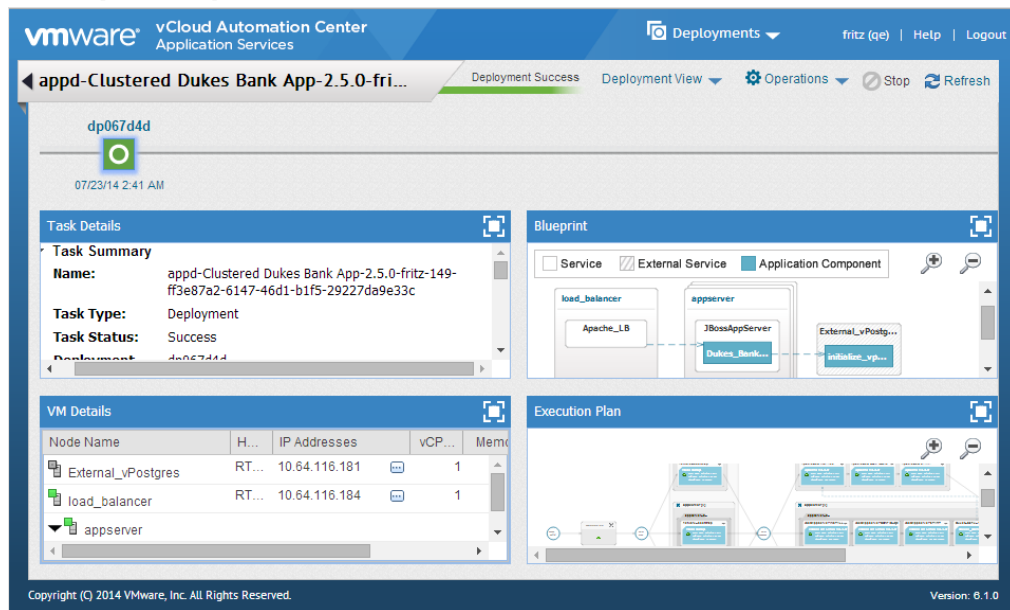 vmware® vCloud Automation Center
Application Services
Deployments
fritz (qe) | Help | Logout
appd-Clustered Dukes Bank App-2.5.0-fri...
Deployment Success
Deployment View
Operations
Stop
Refresh
dp067d4d
07/23/14 2:41 AM
Task Details
Task Summary
Name: appd-Clustered Dukes Bank App-2.5.0-fritz-149-
ff3e87a2-6147-46d1-b1f5-29227da9e33c
Task Type: Deployment
Task Status: Success
Deployment dp067d4d
Blueprint
Service External Service Application Component
load_balancer
Apache_LB
appserver
JBossAppServer
Dukes_Bank...
External_vPostg...
initialize_vp...
VM Details
Node Name H... IP Addresses vCP... Memo
External_vPostgres RT... 10.64.116.181 1
load_balancer RT... 10.64.116.184 1
appserver
Execution Plan
Copyright (C) 2014 VMware, Inc. All Rights Reserved.
Version: 6.1.0